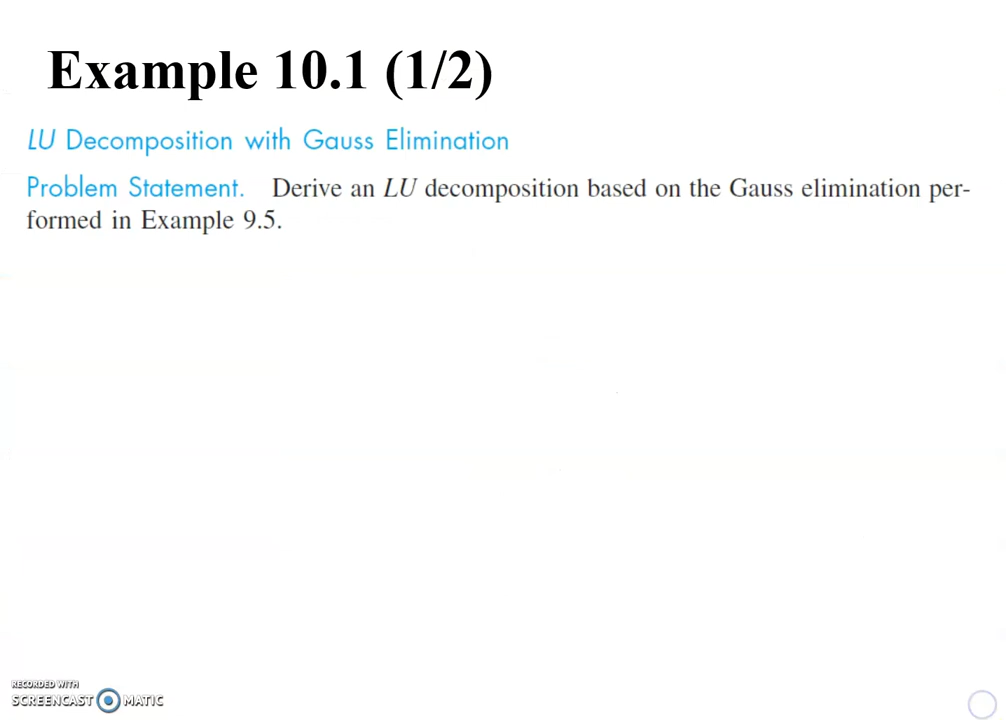 Example 10.1 (1/2)
LU Decomposition with Gauss Elimination
Problem Statement. Derive an LU decomposition based on the Gauss elimination per-
formed in Example 9.5.
RECORDED WITH
SCREENCAST MATIC